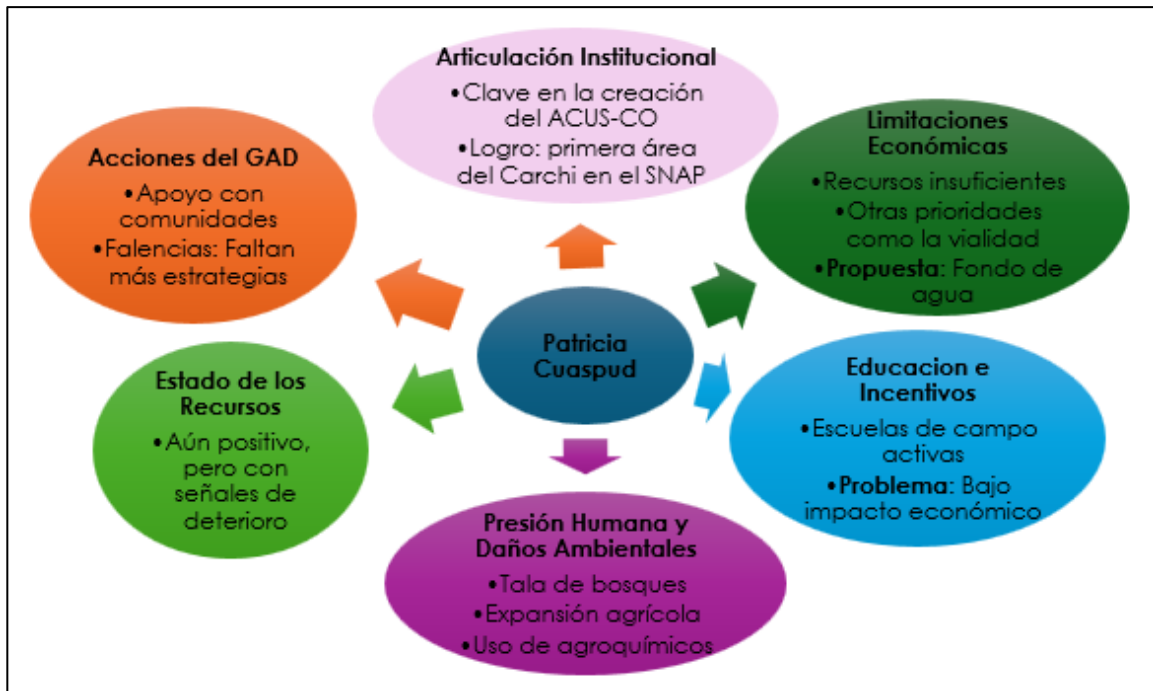 Articulación Institucional
•Clave en la creación
del ACUS-CO
•Logro: primera área
del Carchi en el SNAP
Limitaciones
Económicas
•Recursos insuficientes
•Otras prioridades
como la vialidad
•Propuesta: Fondo de
agua
Educacion e
Incentivos
•Escuelas de campo
activas
•Problema: Bajo
impacto económico
Presión Humana y
Daños Ambientales
•Tala de bosques
•Expansión agrícola
•Uso de agroquímicos
Estado de los
Recursos
•Aún positivo,
pero con
señales de
deterioro
Acciones del GAD
•Apoyo con
comunidades
•Falencias: Faltan
más estrategias
Patricia
Cuaspud